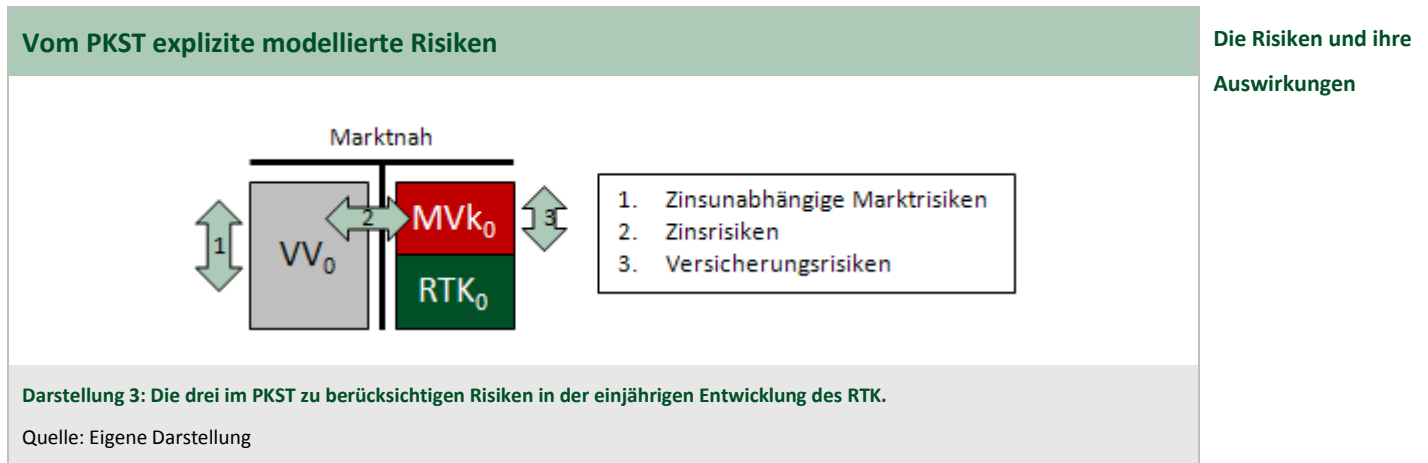 Vom PKST explizite modellierte Risiken
Die Risiken und ihre
Auswirkungen
Marktnah
1
VV₀
2
MVk₀
RTK₀
3
1. Zinsunabhängige Marktrisiken
2. Zinsrisiken
3. Versicherungsrisiken
Darstellung 3: Die drei im PKST zu berücksichtigen Risiken in der einjährigen Entwicklung des RTK.
Quelle: Eigene Darstellung